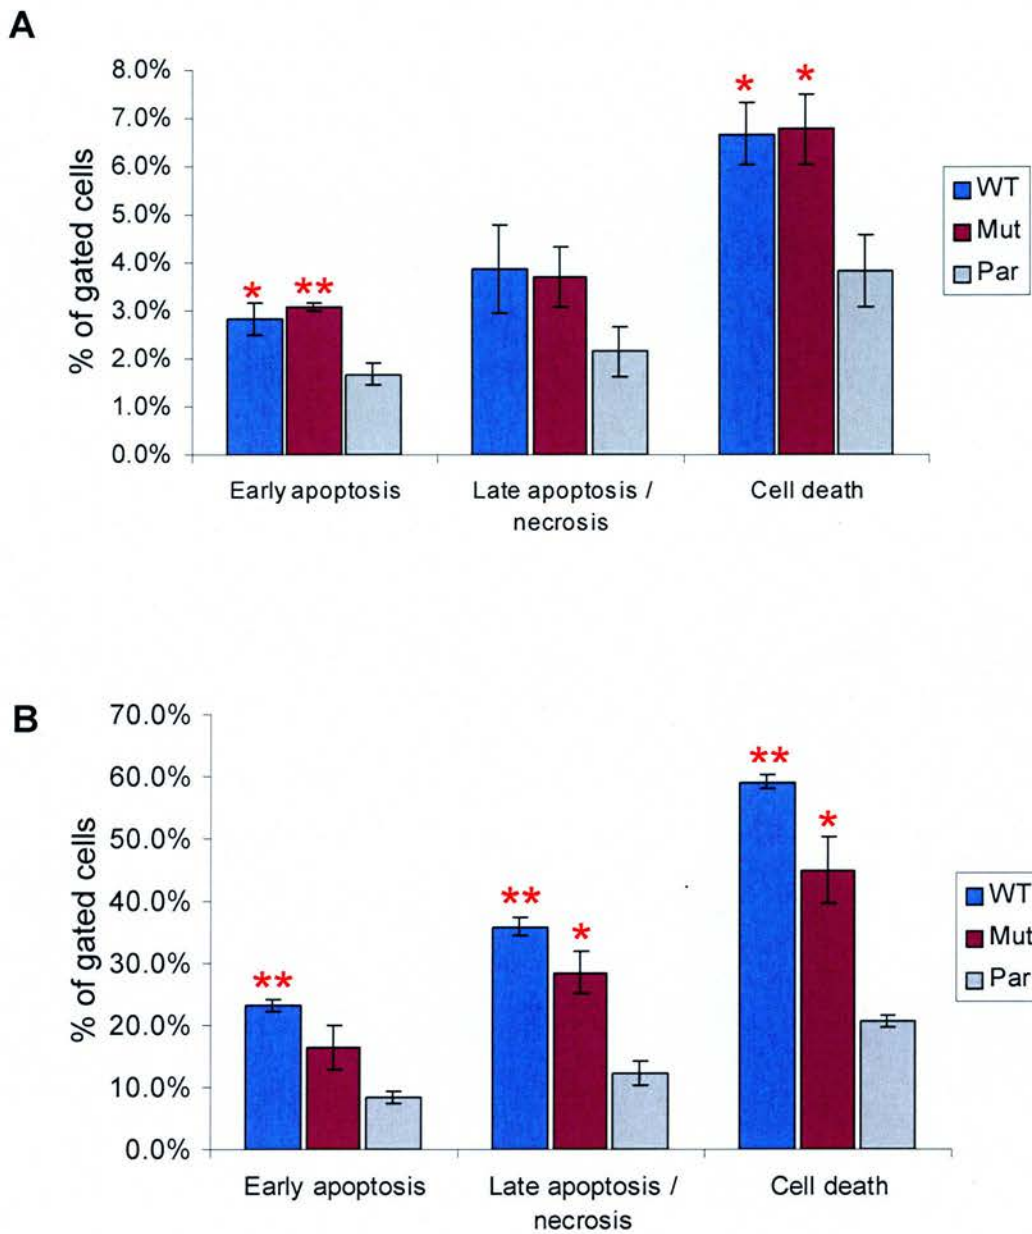 A
8.0%
7.0%
6.0%
5.0%
4.0%
3.0%
2.0%
1.0%
0.0%
% of gated cells
* ** * *
Early apoptosis
Late apoptosis /
necrosis
Cell death
WT
Mut
Par
B
70.0%
60.0%
50.0%
40.0%
30.0%
20.0%
10.0%
0.0%
% of gated cells
** ** * ** *
Early apoptosis
Late apoptosis /
necrosis
Cell death
WT
Mut
Par